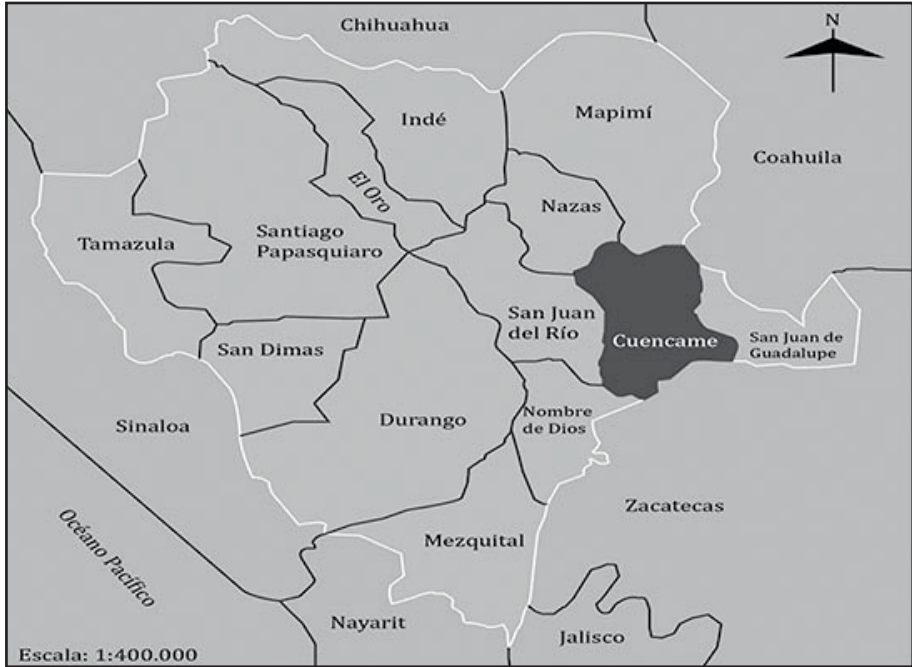 Chihuahua
N
Indé
Mapimí
Coahuila
El Oro
Nazas
Tamazula
Santiago
Papasquiaro
San Juan
del Río
Cuencame
San Juan de
Guadalupe
San Dimas
Sinaloa
Durango
Nombre
de Dios
Zacatecas
Océano Pacífico
Mezquital
Nayarit
Jalisco
Escala: 1:400.000